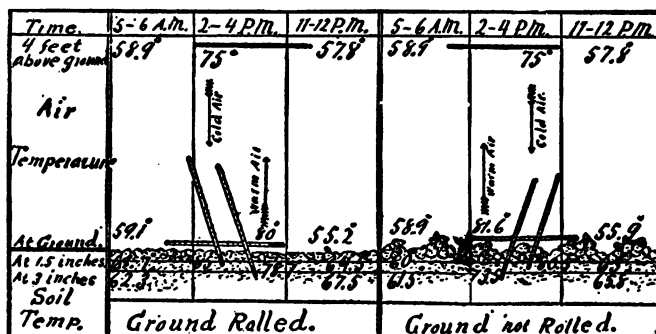 Time. 5-6 A.M. 2-4 P.M. 11-12 P.M. 5-6 A.M. 2-4 P.M. 11-12 P.M.
4 feet above ground 58.9° 75° 57.8° 58.9° 75° 57.8°
Air
Cold Air Cold Air.
Temperature
Warm Air Warm Air
At Ground. 59.1° 55.2° 58.9° 51.6° 55.9°
At 1.5 inches
At 3 inches 67.5
Soil
Temp. Ground Rolled. Ground not Rolled.